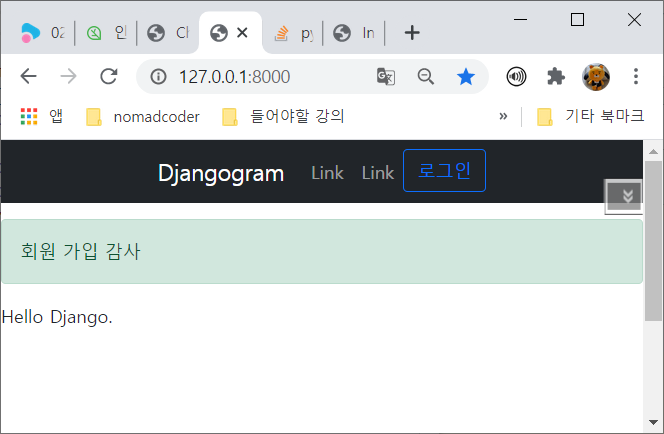 02
인
Ch
py
In
127.0.0.1:8000
앱 nomadcoder 들어야할 강의 » 기타 북마크
Djangogram Link Link 로그인
회원 가입 감사
Hello Django.